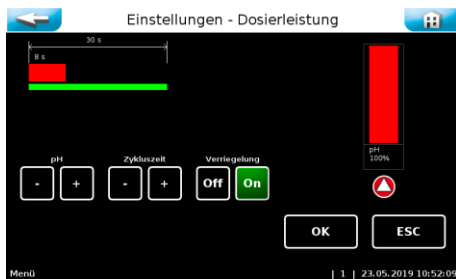 Einstellungen - Dosierleistung
30 s
8 s
pH
100%
pH Zykluszeit Verriegelung
- + - + Off On
OK ESC
Menü | 1 | 23.05.2019 10:52:09